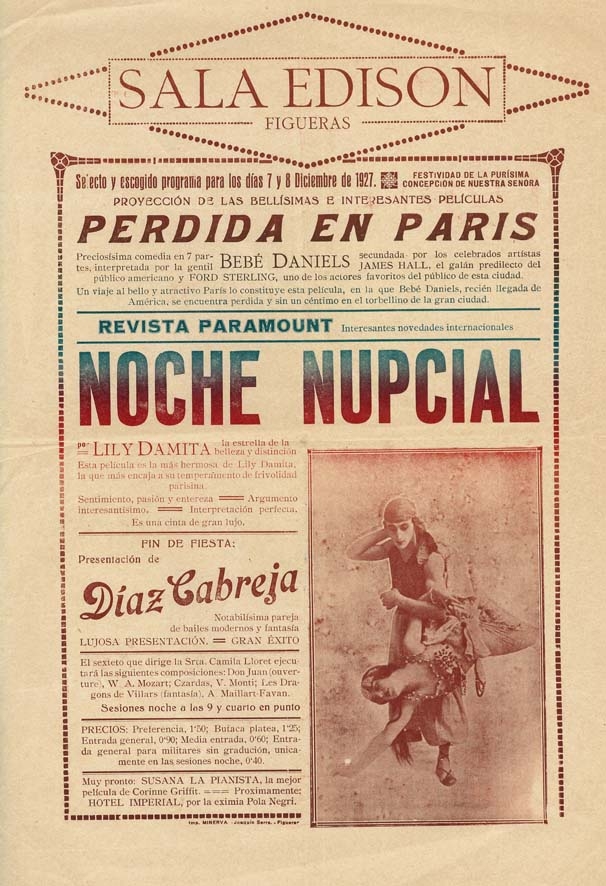 SALA EDISON
FIGUERAS
Selecto y escogido programa para los días 7 y 8 Diciembre de 1927.
FESTIVIDAD DE LA PURÍSIMA
CONCEPCIÓN DE NUESTRA SEÑORA
PROYECCIÓN DE LAS BELLÍSIMAS E INTERESANTES PELÍCULAS
PERDIDA EN PARIS
Preciosíssima comedia en 7 par-
tes, interpretada por la gentil BEBÉ DANIELS secundada por los celebrados artistas
JAMES HALL, el galán predilecto del
público americano y FORD STERLING, uno de los actores favoritos del público de esta ciudad.
Un viaje al bello y atractivo París lo constituye esta película, en la que Bebé Daniels, recién llegada de
América, se encuentra perdida y sin un céntimo en el torbellino de la gran ciudad.
REVISTA PARAMOUNT Interesantes novedades internacionales
NOCHE NUPCIAL
por LILY DAMITA la estrella de la
belleza y distinción
Esta película es la más hermosa de Lily Damita,
la que más encaja a su temperamento de frivolidad
parisina
Sentimiento, pasión y entereza == Argumento
interesantísimo. == Interpretación perfecta.
Es una cinta de gran lujo.
FIN DE FIESTA:
Presentación de
Díaz Cabreja
Notabilísima pareja
de bailes modernos y fantasía
LUJOSA PRESENTACIÓN. == GRAN ÉXITO
El sexteto que dirige la Srta. Camila Lloret ejecu-
tará las siguientes composiciones: Don Juan (ouver-
ture), W. A. Mozart; Czardas, V. Monti; Les Dra-
gons de Villars (fantasía), A. Maillart-Favan.
Sesiones noche a las 9 y cuarto en punto
PRECIOS: Preferencia, 1'50; Butaca platea, 1'25;
Entrada general, 0'90; Media entrada, 0'60; Entra-
da general para militares sin gradución, unica-
mente en las sesiones noche, 0'40.
Muy pronto: SUSANA LA PIANISTA, la mejor
película de Corinne Griffit. === Proximamente:
HOTEL IMPERIAL, por la eximia Pola Negri.
Imp. MINERVA - Joaquín Serra. - Figueras